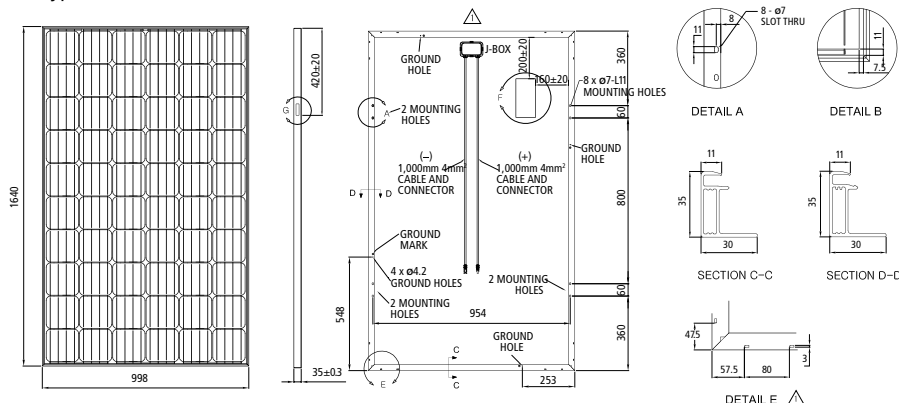 1640
998
420±20
G
35±0.3
1
GROUND
HOLE
J-BOX
200±20
160±20
F
360
8 x ø7-L11
MOUNTING HOLES
60
A
2 MOUNTING
HOLES
GROUND
HOLE
(–)
1,000mm 4mm²
CABLE AND
CONNECTOR
(+)
1,000mm 4mm²
CABLE AND
CONNECTOR
800
D
D
GROUND
MARK
4 x ø4.2
GROUND HOLES
2 MOUNTING
HOLES
2 MOUNTING
HOLES
60
954
548
360
GROUND
HOLE
C
C
E
253
8 - ø7
SLOT THRU
8
11
DETAIL A
11
7.5
DETAIL B
11
35
30
SECTION C-C
11
35
30
SECTION D-D
47.5
57.5
80
3
DETAIL E
1